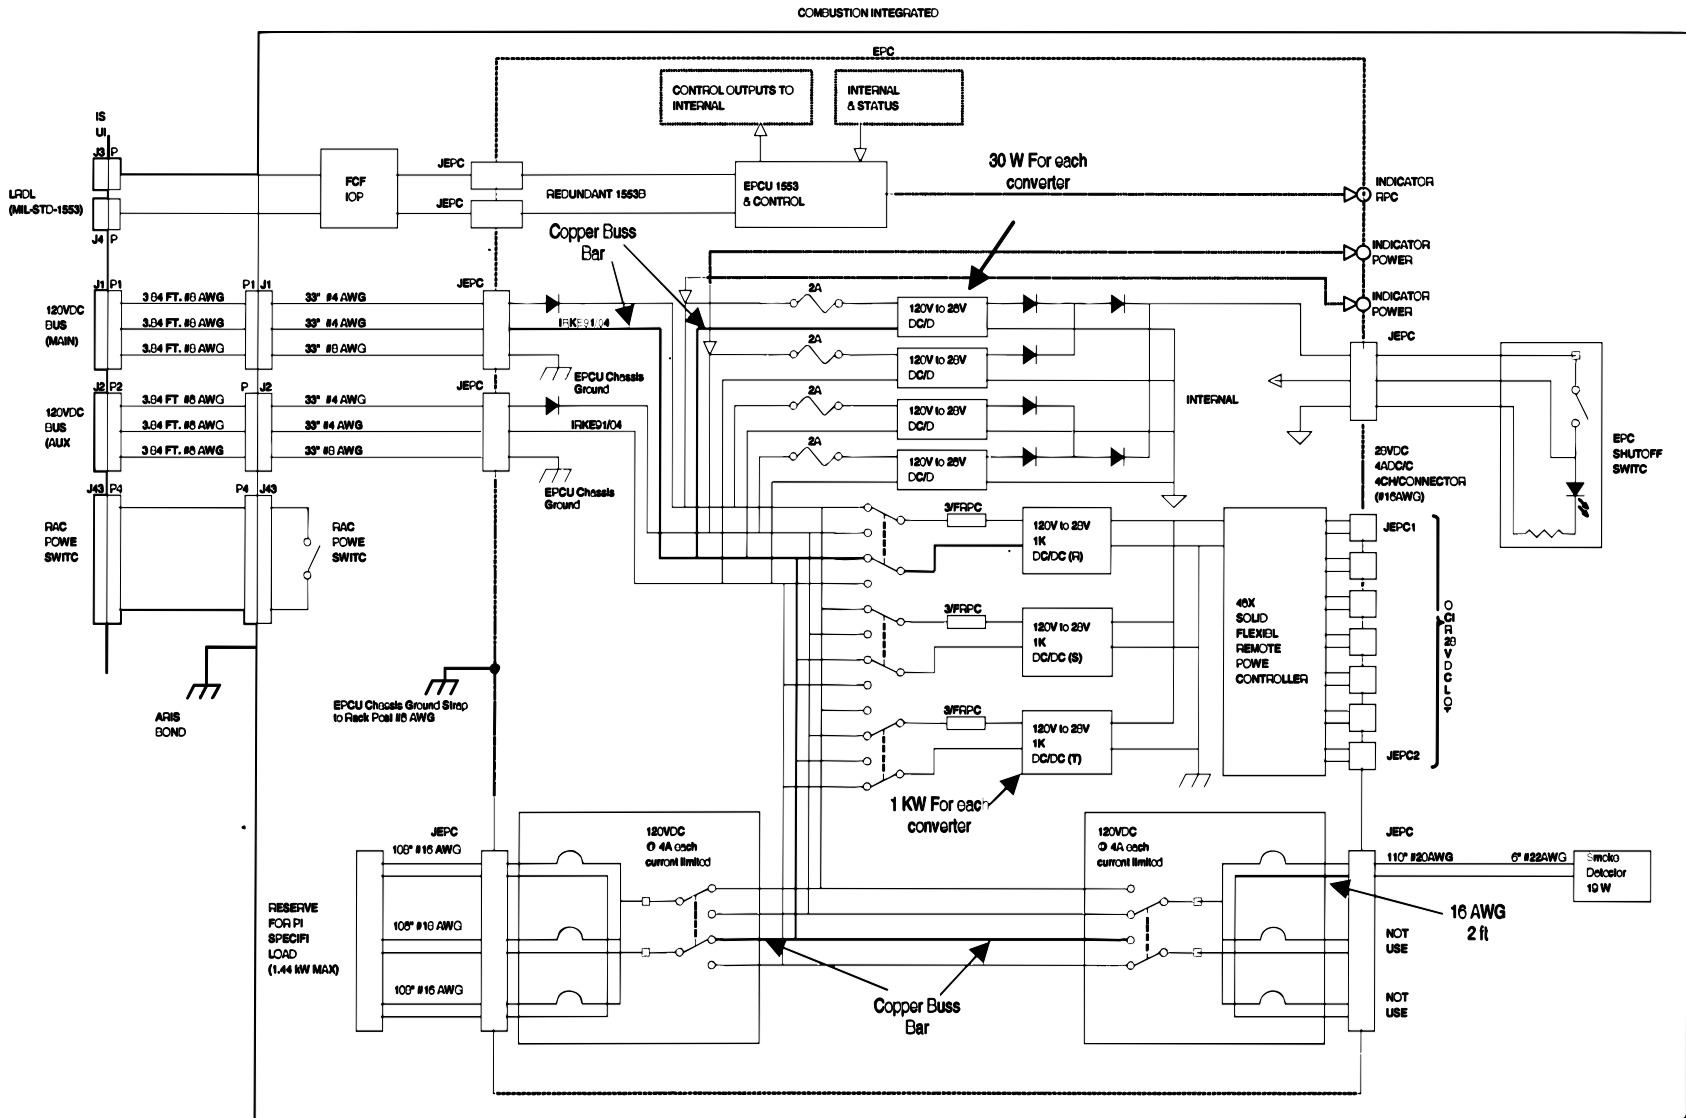 COMBUSTION INTEGRATED
EPC
CONTROL OUTPUTS TO
INTERNAL
INTERNAL
& STATUS
IS
UI
J3 P
LRDL
(MIL-STD-1553)
J4 P
FCF
IOP
JEPC
JEPC
REDUNDANT 1553B
EPCU 1553
& CONTROL
30 W For each
converter
INDICATOR
RPC
INDICATOR
POWER
INDICATOR
POWER
Copper Buss
Bar
J1 P1
P1 J1
JEPC
120VDC
BUS
(MAIN)
3.84 FT. #8 AWG
33" #4 AWG
3.84 FT. #8 AWG
33" #4 AWG
3.84 FT. #8 AWG
33" #8 AWG
IRKE91/04
EPCU Chassis
Ground
2A
120V to 28V
DC/D
2A
120V to 28V
DC/D
2A
120V to 28V
DC/D
2A
120V to 28V
DC/D
INTERNAL
JEPC
J2 P2
P J2
JEPC
120VDC
BUS
(AUX
3.84 FT #8 AWG
33" #4 AWG
3.84 FT. #8 AWG
33" #4 AWG
3.84 FT. #8 AWG
33" #8 AWG
IRKE91/04
EPCU Chassis
Ground
EPC
SHUTOFF
SWITC
28VDC
4ADC/C
4CH/CONNECTOR
(#16AWG)
J43 P4
P4 J43
RAC
POWE
SWITC
RAC
POWE
SWITC
3/FRPC
120V to 28V
1K
DC/DC (R)
3/FRPC
120V to 28V
1K
DC/DC (S)
3/FRPC
120V to 28V
1K
DC/DC (T)
48X
SOLID
FLEXIBL
REMOTE
POWE
CONTROLLER
JEPC1
JEPC2
ARIS
BOND
EPCU Chassis Ground Strap
to Rack Post #8 AWG
1 KW For each
converter
JEPC
120VDC
@ 4A each
current limited
120VDC
@ 4A each
current limited
JEPC
108" #16 AWG
108" #16 AWG
108" #16 AWG
RESERVE
FOR PI
SPECIFI
LOAD
(1.44 kW MAX)
110" #20AWG
6" #22AWG
Smoke
Detector
19 W
16 AWG
2 ft
NOT
USE
NOT
USE
Copper Buss
Bar